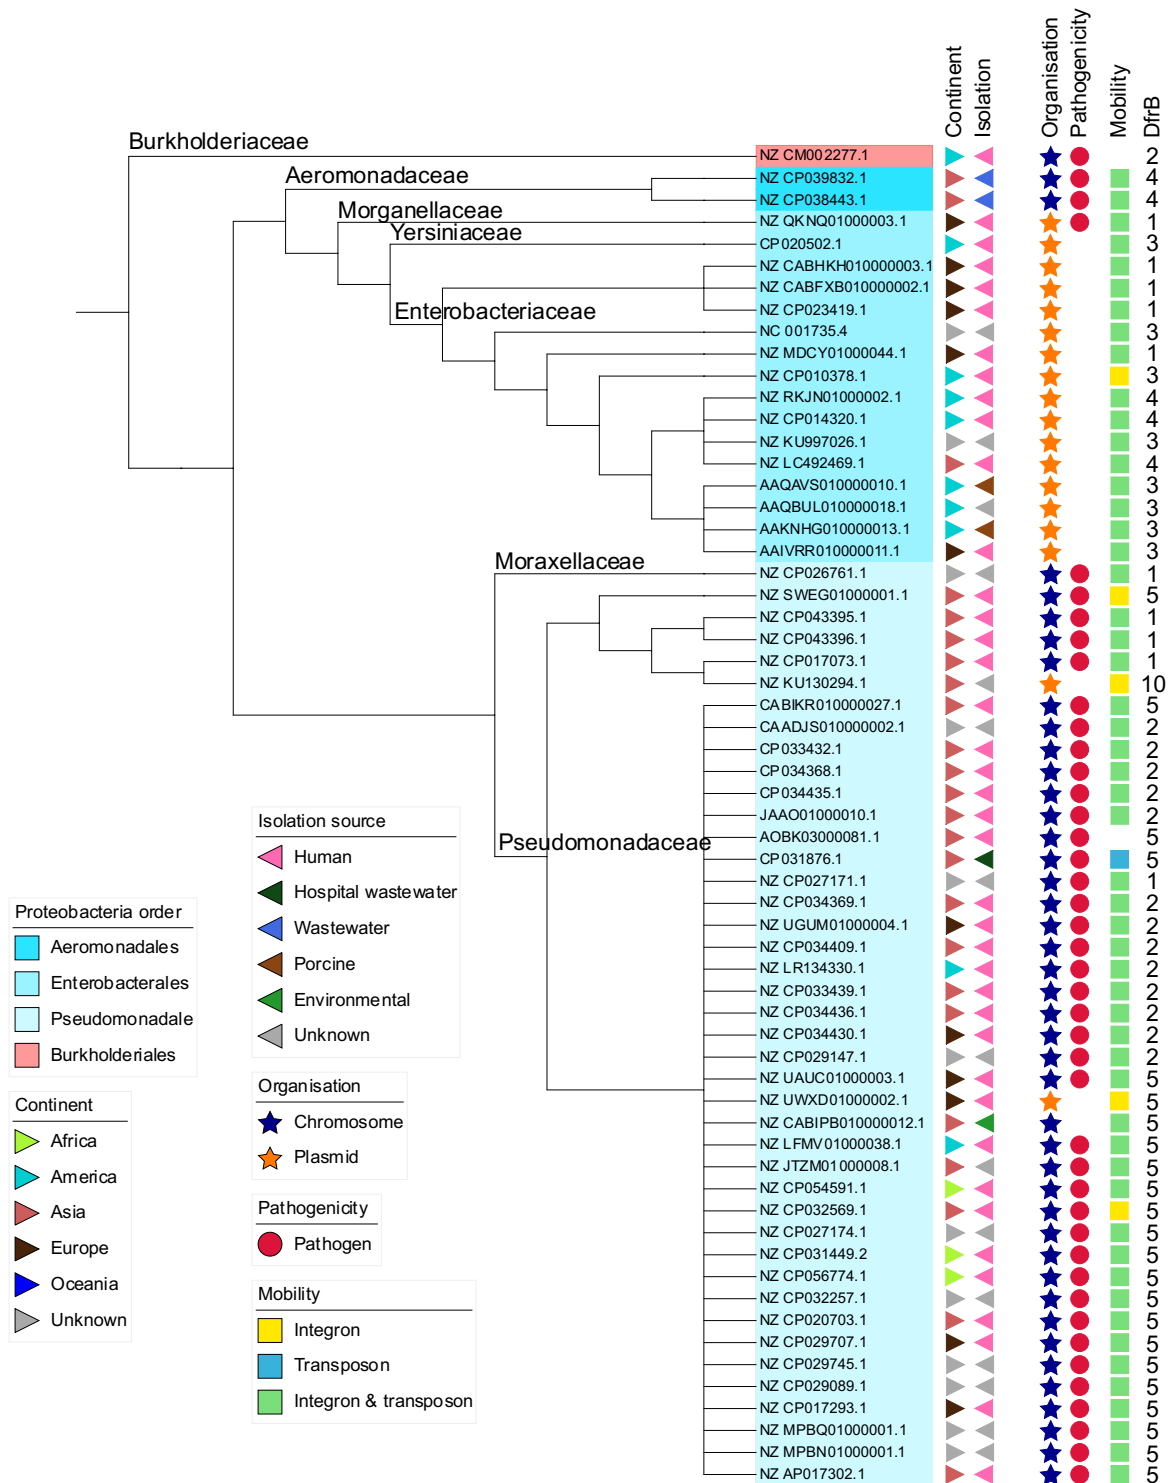 Continent
Isolation
Organisation
Pathogenicity
Mobility
DfrB
Burkholderiaceae
NZ CM002277.1 2
Aeromonadaceae
NZ CP039832.1 4
NZ CP038443.1 4
Morganellaceae
NZ QKNQ01000003.1 1
Yersiniaceae
CP020502.1 3
NZ CABHKH010000003.1 1
NZ CABFXB010000002.1 1
Enterobacteriaceae
NZ CP023419.1 1
NC 001735.4 3
NZ MDCY01000044.1 1
NZ CP010378.1 3
NZ RKJN01000002.1 4
NZ CP014320.1 4
NZ KU997026.1 3
NZ LC492469.1 4
AAQAVS010000010.1 3
AAQBUL010000018.1 3
AAKNHG010000013.1 3
AAIVRR010000011.1 3
Moraxellaceae
NZ CP026761.1 1
NZ SWEG01000001.1 5
NZ CP043395.1 1
NZ CP043396.1 1
NZ CP017073.1 1
NZ KU130294.1 10
CABIKR010000027.1 5
CAADJS010000002.1 2
CP033432.1 2
CP034368.1 2
CP034435.1 2
JAAO01000010.1 2
AOBK03000081.1 5
Pseudomonadaceae
CP031876.1 5
NZ CP027171.1 1
NZ CP034369.1 2
NZ UGUM01000004.1 2
NZ CP034409.1 2
NZ LR134330.1 2
NZ CP033439.1 2
NZ CP034436.1 2
NZ CP034430.1 2
NZ CP029147.1 2
NZ UAUC01000003.1 5
NZ UWXD01000002.1 5
NZ CABIPB010000012.1 5
NZ LFMV01000038.1 5
NZ JTZM01000008.1 5
NZ CP054591.1 5
NZ CP032569.1 5
NZ CP027174.1 5
NZ CP031449.2 5
NZ CP056774.1 5
NZ CP032257.1 5
NZ CP020703.1 5
NZ CP029707.1 5
NZ CP029745.1 5
NZ CP029089.1 5
NZ CP017293.1 5
NZ MPBQ01000001.1 5
NZ MPBN01000001.1 5
NZ AP017302.1 5
Proteobacteria order
Aeromonadales
Enterobacterales
Pseudomonadale
Burkholderiales
Continent
Africa
America
Asia
Europe
Oceania
Unknown
Isolation source
Human
Hospital wastewater
Wastewater
Porcine
Environmental
Unknown
Organisation
Chromosome
Plasmid
Pathogenicity
Pathogen
Mobility
Integron
Transposon
Integron & transposon